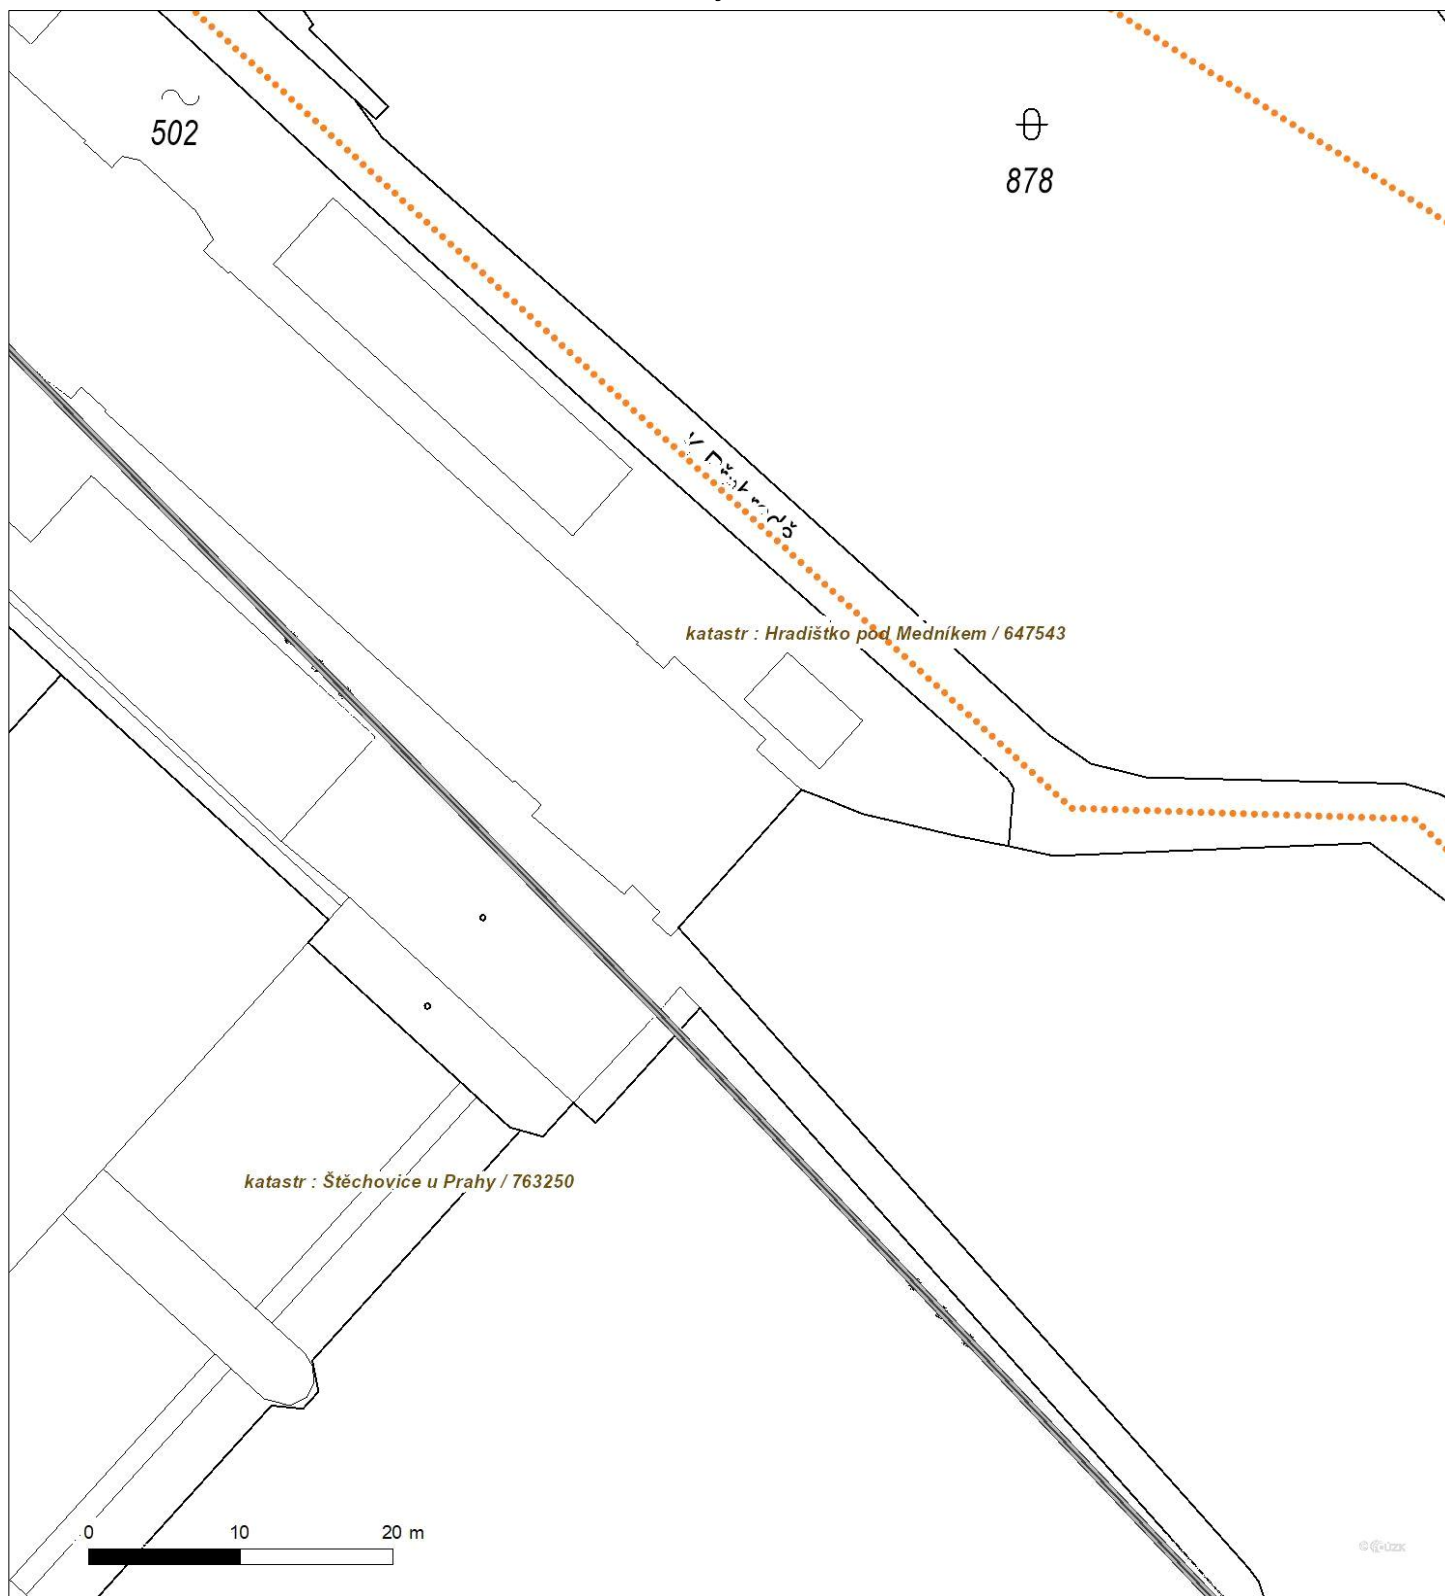 502
878
katastr : Hradištko pod Medníkem / 647543
katastr : Štěchovice u Prahy / 763250
0 10 20 m